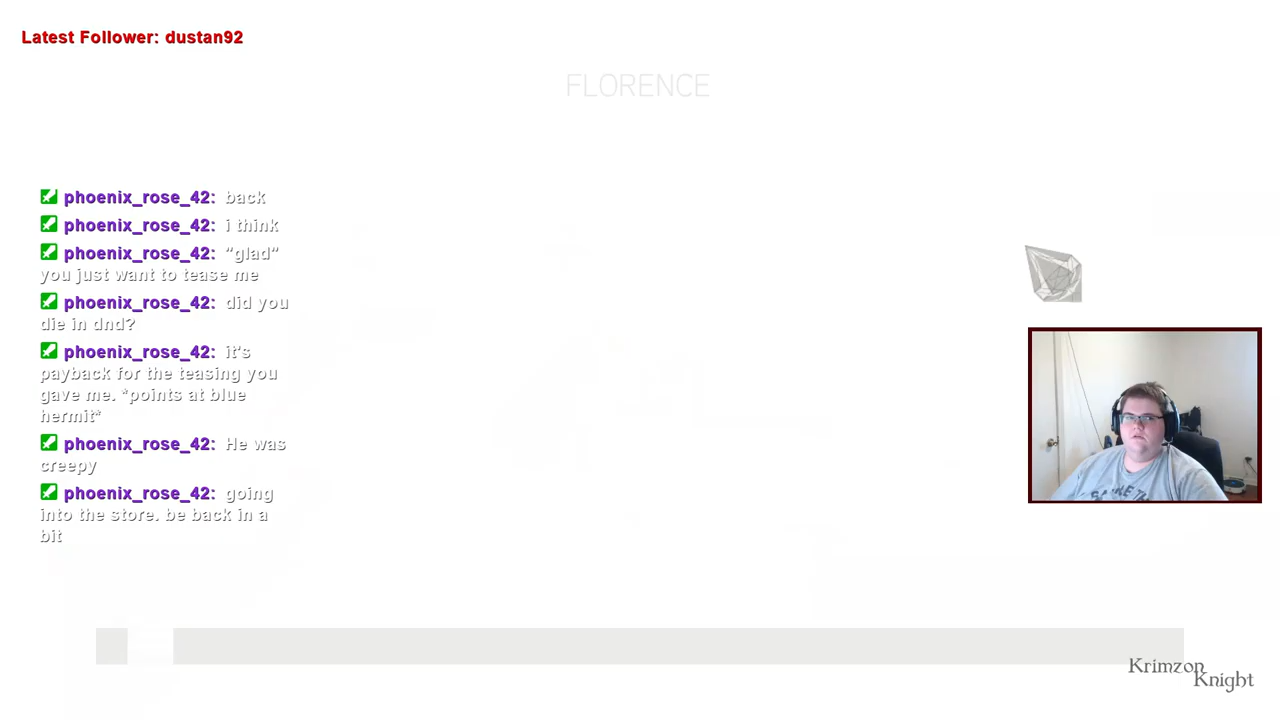 Latest Follower: dustan92
FLORENCE
phoenix_rose_42: back
phoenix_rose_42: i think
phoenix_rose_42: "glad"
you just want to tease me
phoenix_rose_42: did you
die in dnd?
phoenix_rose_42: it's
payback for the teasing you
gave me. *points at blue
hermit*
phoenix_rose_42: He was
creepy
phoenix_rose_42: going
into the store. be back in a
bit
Krimzon
Knight